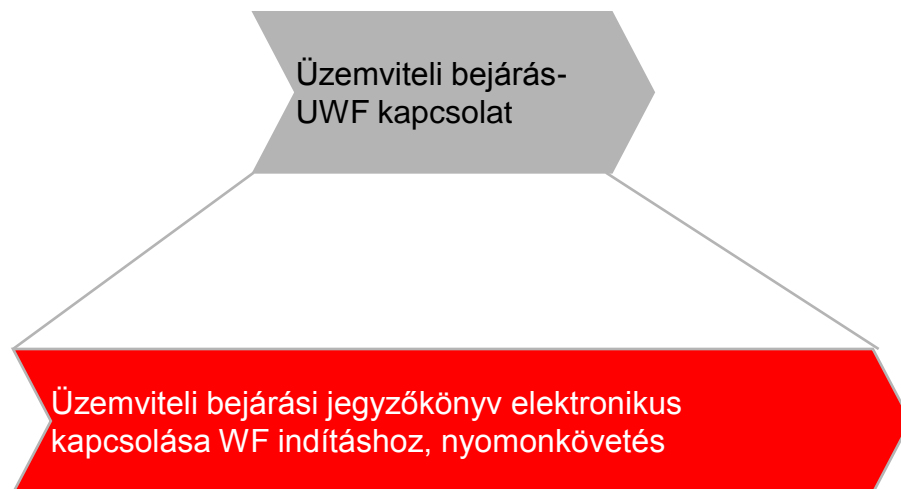 Üzemviteli bejárás-
UWF kapcsolat
Üzemviteli bejárási jegyzőkönyv elektronikus
kapcsolása WF indításhoz, nyomonkövetés